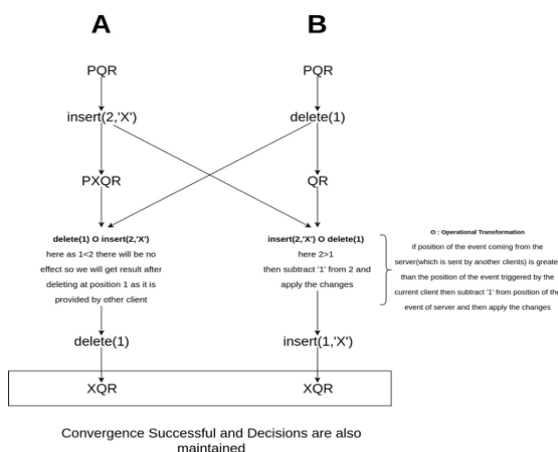 A B
PQR PQR
insert(2,'X') delete(1)
PXQR QR
delete(1) O insert(2,'X')
here as 1<2 there will be no
effect so we will get result after
deleting at position 1 as it is
provided by other client
insert(2,'X') O delete(1)
here 2>1
then subtract '1' from 2 and
apply the changes
O : Operational Transformation
if position of the event coming from the
server(which is sent by another clients) is greate
than the position of the event triggered by the
current client then subtract '1' from position of the
event of server and then apply the changes
delete(1) insert(1,'X')
XQR XQR
Convergence Successful and Decisions are also
maintained